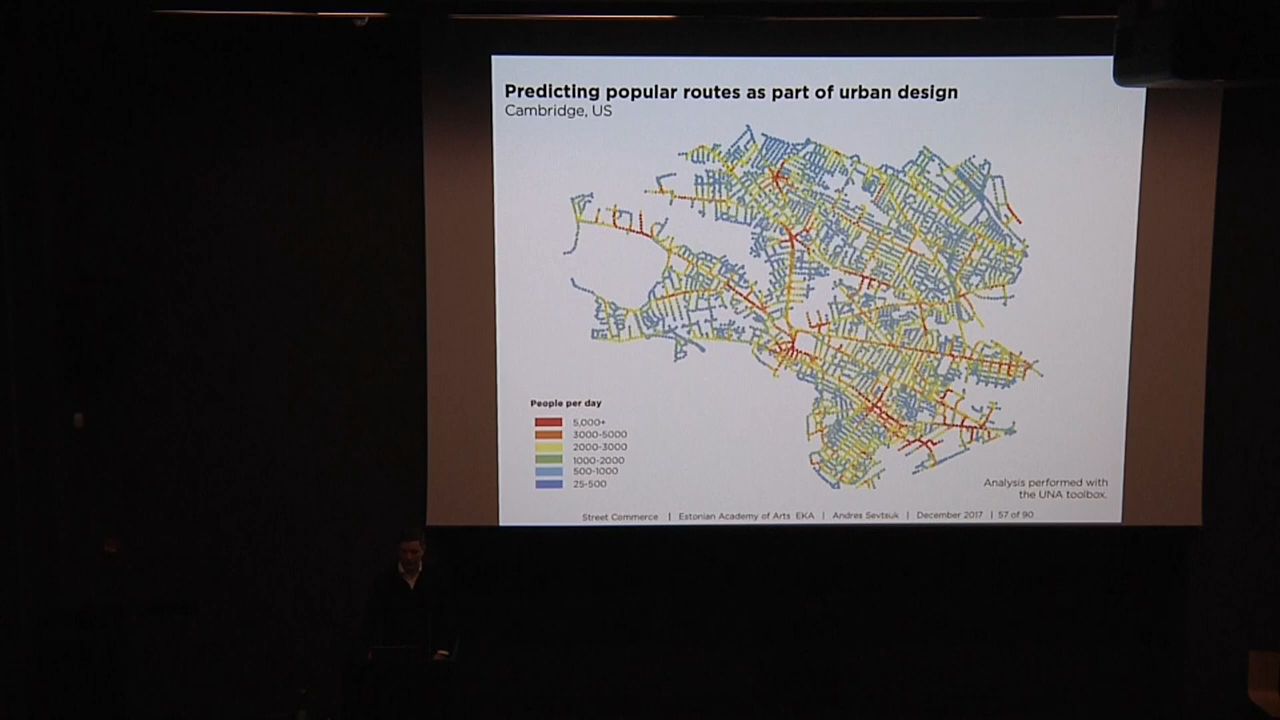 Predicting popular routes as part of urban design
Cambridge, US
People per day
5,000+
3000-5000
2000-3000
1000-2000
500-1000
25-500
Analysis performed with
the UNA toolbox.
Street Commerce | Estonian Academy of Arts EKA | Andres Sevtsuk | December 2017 | 57 of 90